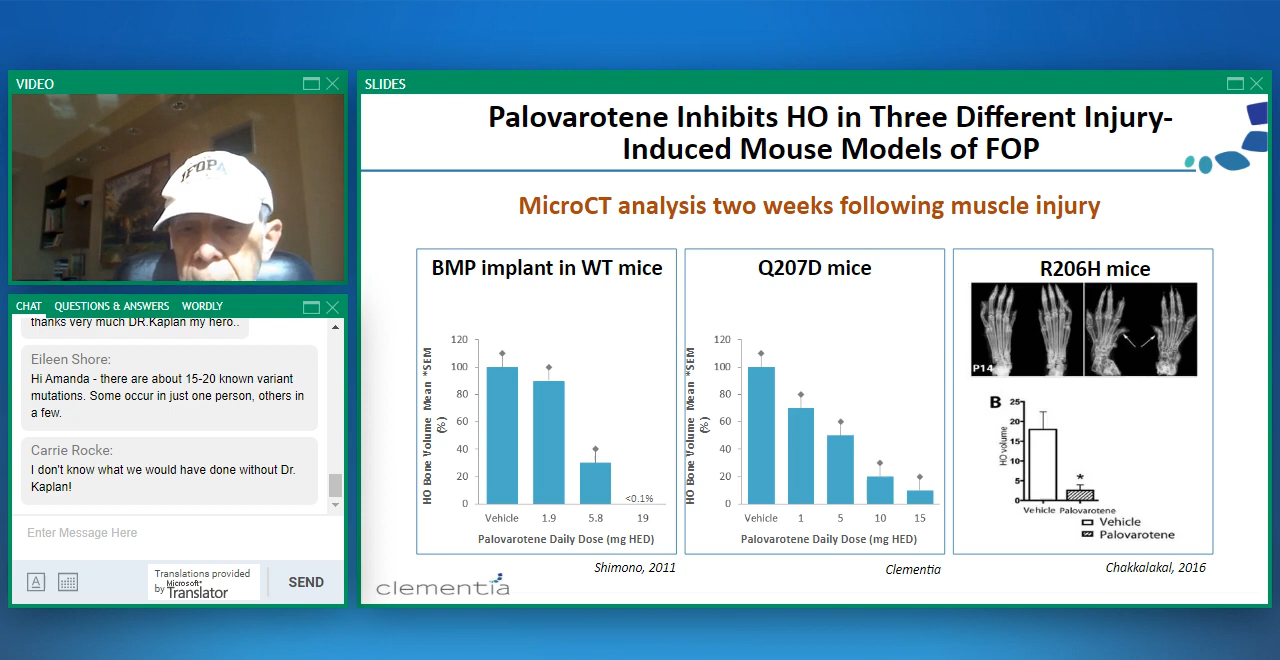 VIDEO
IFOPA
CHAT QUESTIONS & ANSWERS WORDLY
thanks very much DR.Kaplan my hero..
Eileen Shore:
Hi Amanda - there are about 15-20 known variant
mutations. Some occur in just one person, others in
a few.
Carrie Rocke:
I don't know what we would have done without Dr.
Kaplan!
Enter Message Here
A
Translations provided
by Microsoft®
Translator
SEND
SLIDES
Palovarotene Inhibits HO in Three Different Injury-
Induced Mouse Models of FOP
MicroCT analysis two weeks following muscle injury
BMP implant in WT mice
HO Bone Volume Mean *SEM
(%)
120
100
80
60
40
20
0
<0.1%
Vehicle 1.9 5.8 19
Palovarotene Daily Dose (mg HED)
Shimono, 2011
Q207D mice
HO Bone Volume Mean *SEM
(%)
120
100
80
60
40
20
0
Vehicle 1 5 10 15
Palovarotene Daily Dose (mg HED)
Clementia
R206H mice
P14
B
HO volume
25
20
15
10
5
0
*
Vehicle Palovarotene
Vehicle
Palovarotene
Chakkalakal, 2016
clementia